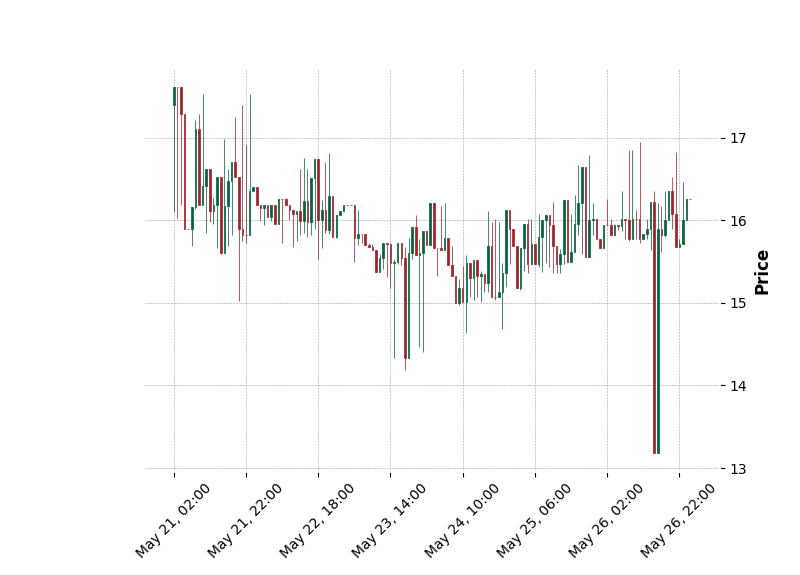 17
16
15
14
13
Price
May 21, 02:00
May 21, 22:00
May 22, 18:00
May 23, 14:00
May 24, 10:00
May 25, 06:00
May 26, 02:00
May 26, 22:00